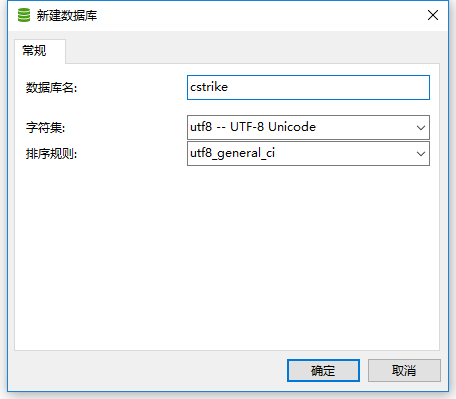 新建数据库
常规
数据库名: cstrike
字符集: utf8 -- UTF-8 Unicode
排序规则: utf8_general_ci
确定 取消